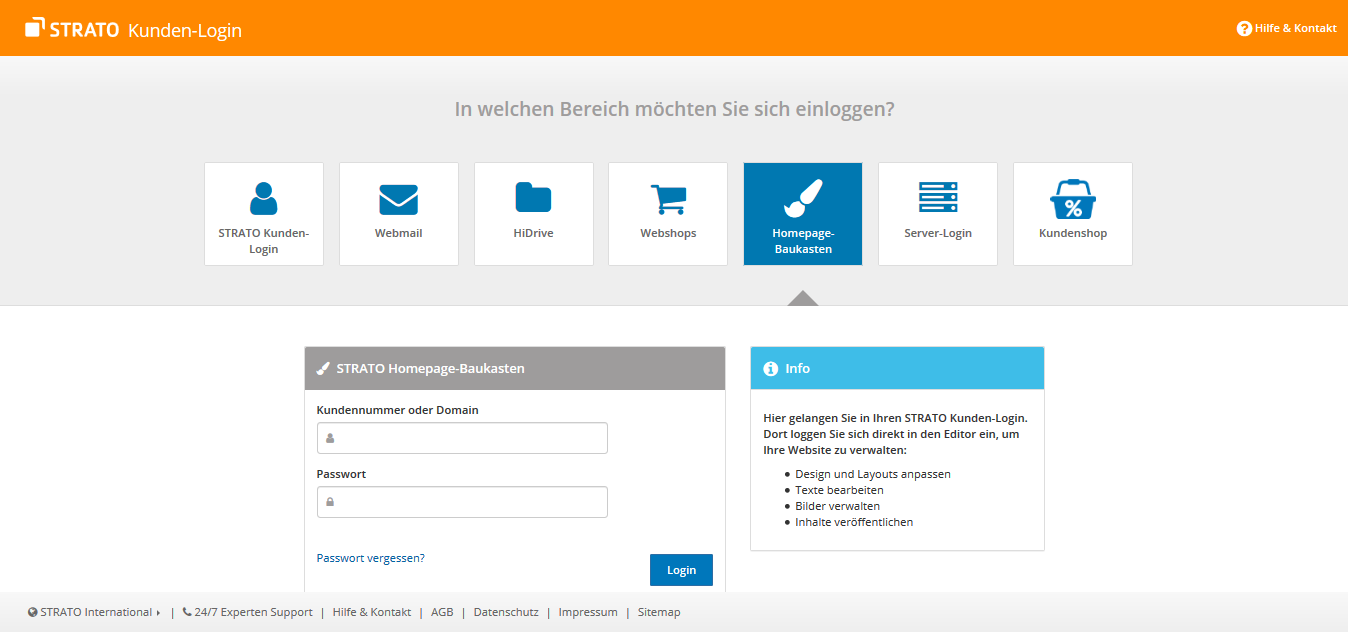 STRATO Kunden-Login
Hilfe & Kontakt
In welchen Bereich möchten Sie sich einloggen?
STRATO Kunden-
Login
Webmail
HiDrive
Webshops
Homepage-
Baukasten
Server-Login
Kundenshop
STRATO Homepage-Baukasten
Kundennummer oder Domain
Passwort
Passwort vergessen?
Login
Info
Hier gelangen Sie in Ihren STRATO Kunden-Login.
Dort loggen Sie sich direkt in den Editor ein, um
Ihre Website zu verwalten:
• Design und Layouts anpassen
• Texte bearbeiten
• Bilder verwalten
• Inhalte veröffentlichen
STRATO International | 24/7 Experten Support | Hilfe & Kontakt | AGB | Datenschutz | Impressum | Sitemap